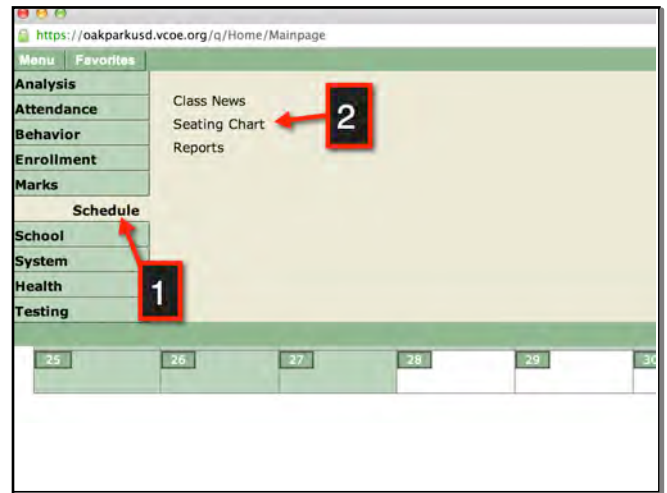 https://oakparkusd.vcoe.org/q/Home/Mainpage
Menu Favorites
Analysis
Attendance
Behavior
Enrollment
Marks
Schedule
School
System
Health
Testing
Class News
Seating Chart
Reports
2
1
25 26 27 28 29 30